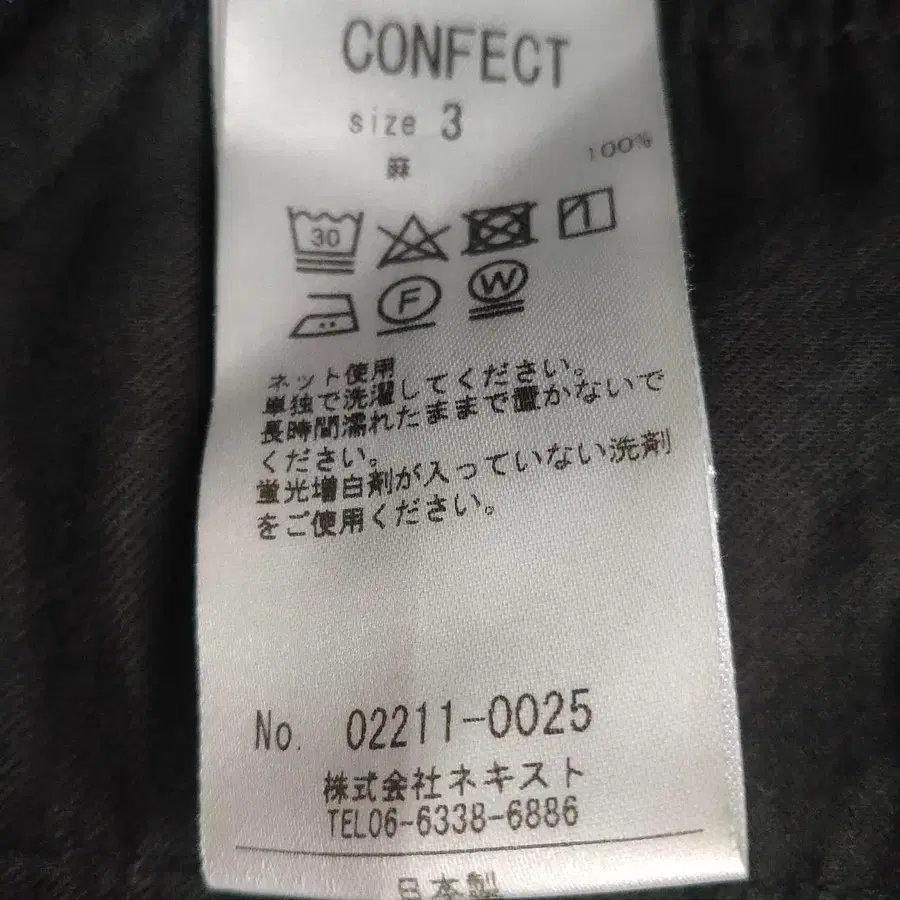 CONFECT
size 3
麻 100%
30
F W
ネット使用
単独で洗濯してください。
長時間濡れたままで置かないで
ください。
蛍光増白剤が入っていない洗剤
をご使用ください。
No. 02211-0025
株式会社ネキスト
TEL06-6338-6886
日本製